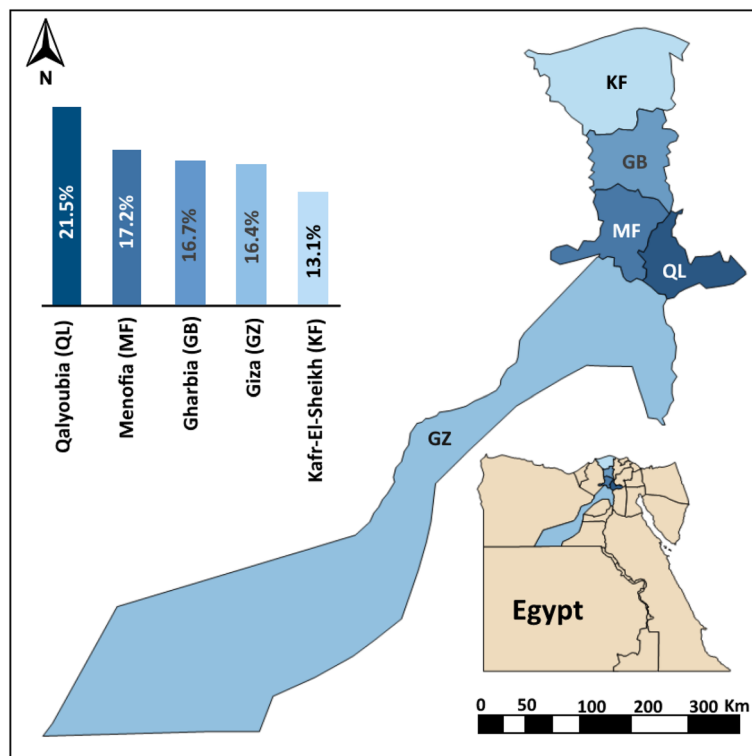 N
21.5%
17.2%
16.7%
16.4%
13.1%
Qalyoubia (QL)
Menofia (MF)
Gharbia (GB)
Giza (GZ)
Kafr-El-Sheikh (KF)
KF
GB
MF
QL
GZ
Egypt
0 50 100 200 300 Km